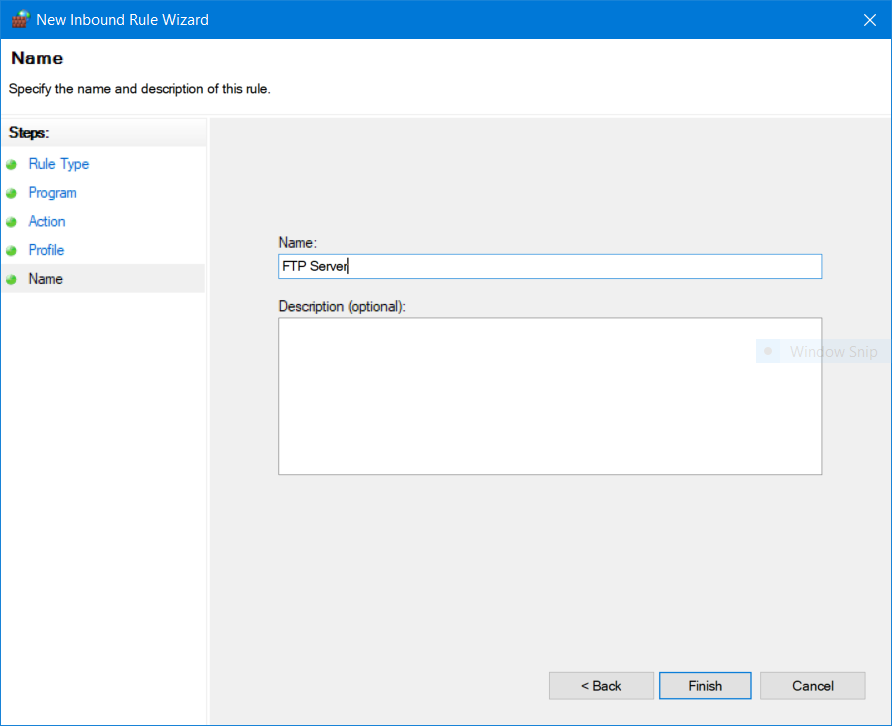 New Inbound Rule Wizard
Name
Specify the name and description of this rule.
Steps:
Rule Type
Program
Action
Profile
Name
Name:
FTP Server
Description (optional):
Window Snip
< Back
Finish
Cancel